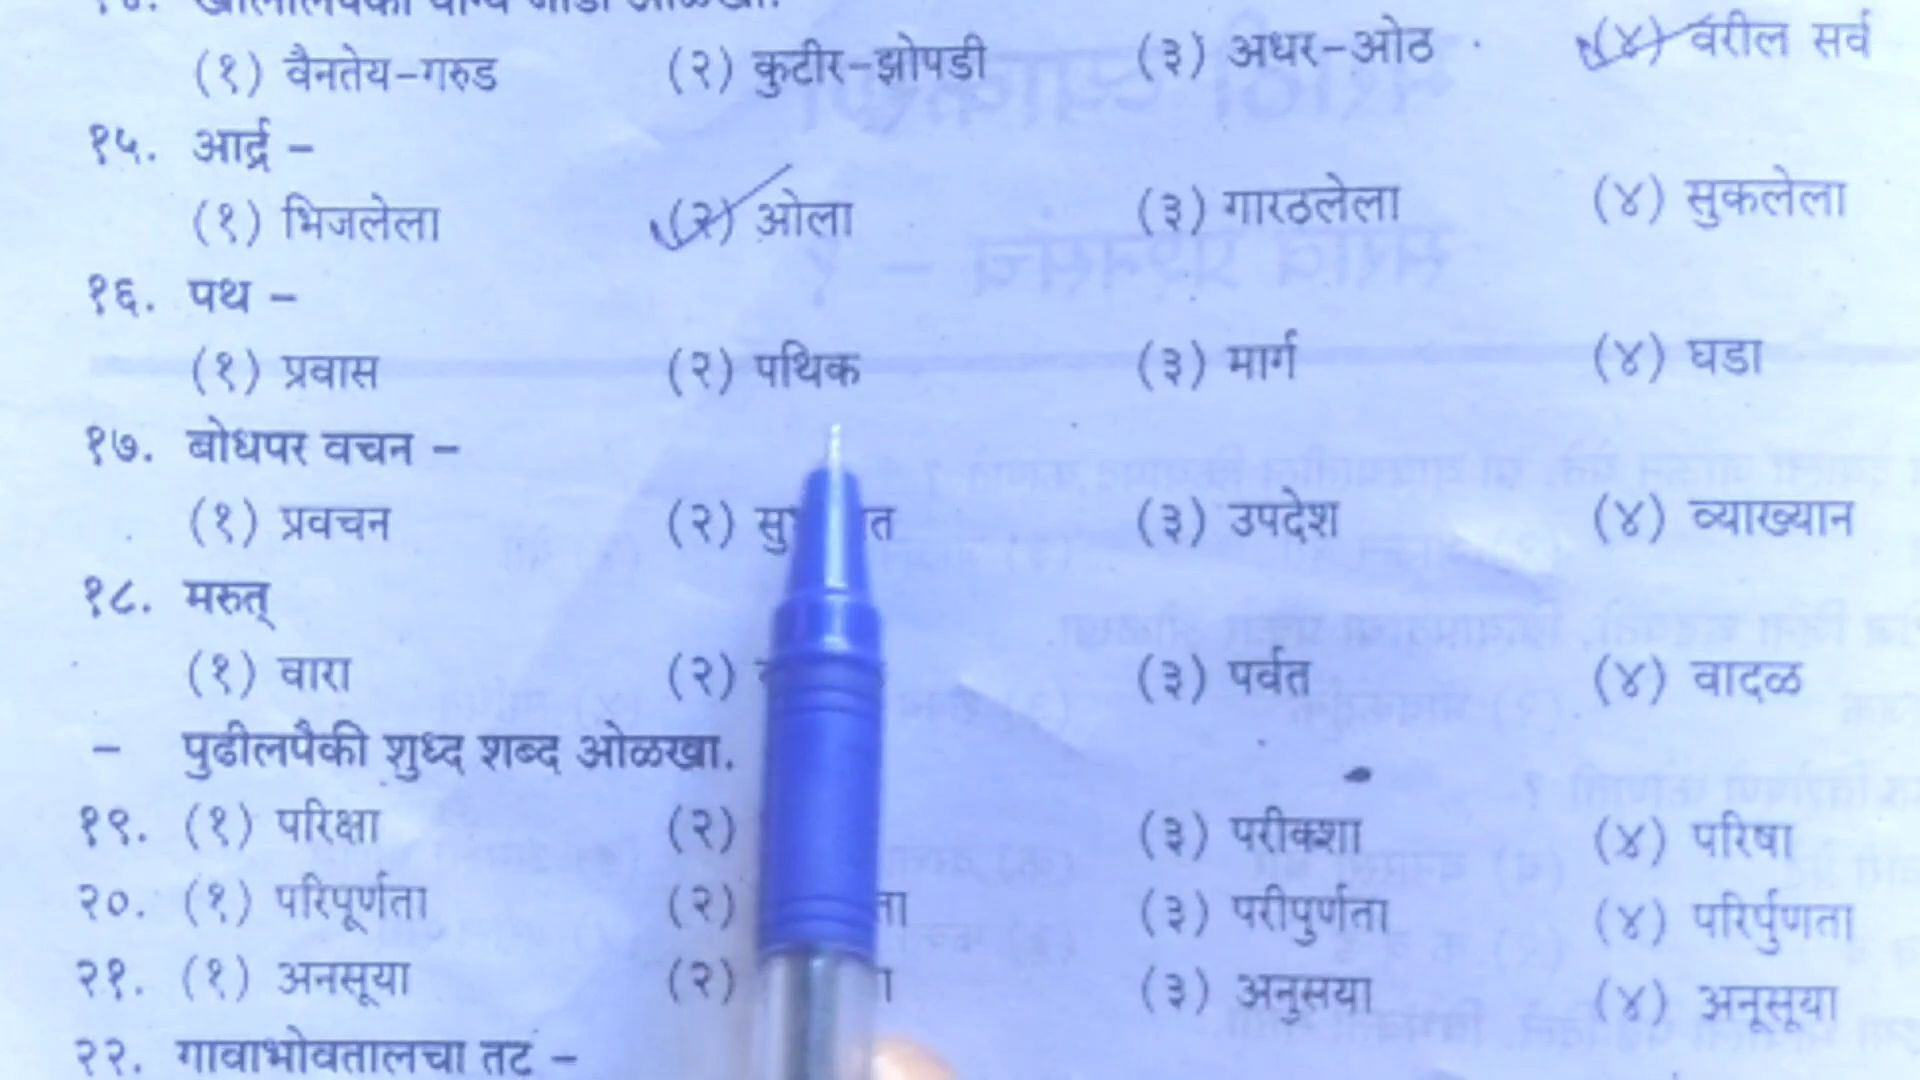 (१) वैनतेय-गरुड (२) कुटीर-झोपडी (३) अधर-ओठ (४) वरील सर्व
१५. आर्द्र -
(१) भिजलेला (२) ओला (३) गारठलेला (४) सुकलेला
१६. पथ -
(१) प्रवास (२) पथिक (३) मार्ग (४) घडा
१७. बोधपर वचन -
(१) प्रवचन (२) (३) उपदेश (४) व्याख्यान
१८. मरुत्
(१) वारा (२) (३) पर्वत (४) वादळ
- पुढीलपैकी शुध्द शब्द ओळखा.
१९. (१) परिक्षा (२) (३) परीक्शा (४) परिषा
२०. (१) परिपूर्णता (२) (३) परीपुर्णता (४) परिर्पुणता
२१. (१) अनसूया (२) (३) अनुसया (४) अनूसूया
२२. गावाभोवतालचा तट -